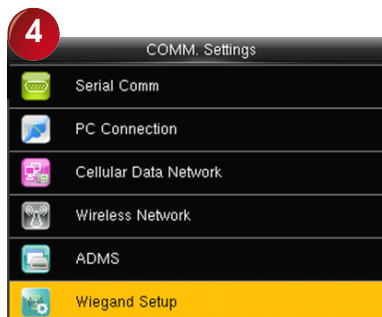 4
COMM. Settings
Serial Comm
PC Connection
Cellular Data Network
Wireless Network
ADMS
Wiegand Setup